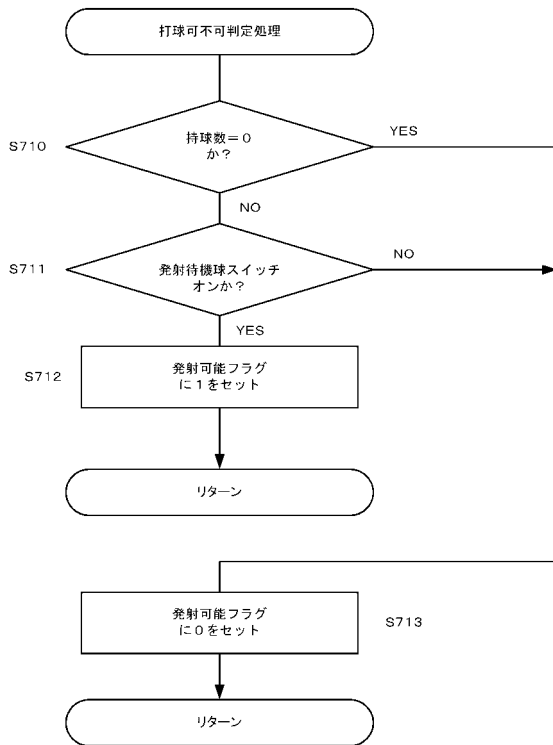 打球可不可判定処理
S710
持球数＝０
か？
YES
NO
S711
発射待機球スイッチ
オンか？
NO
YES
S712
発射可能フラグ
に１をセット
リターン
発射可能フラグ
に０をセット
S713
リターン